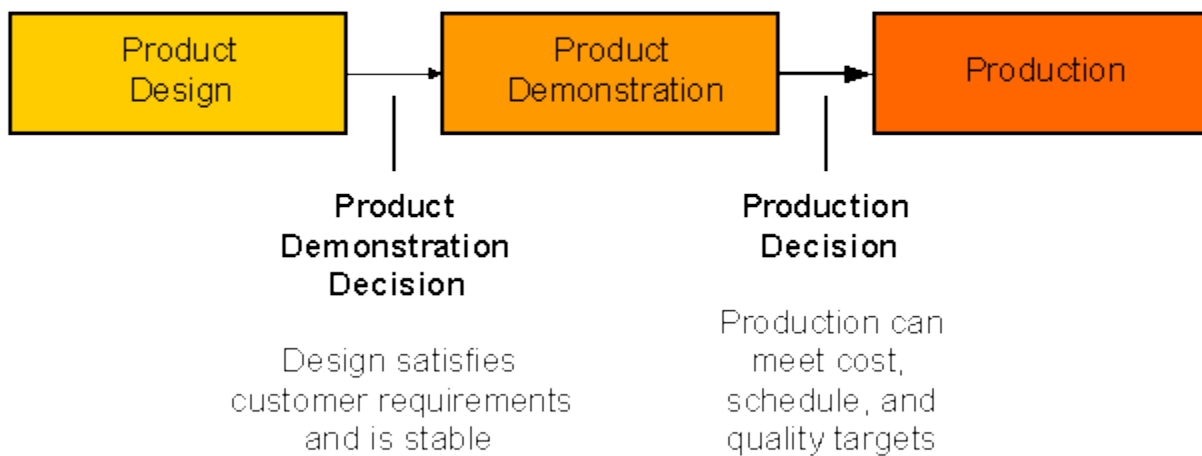 Product
Design
Product
Demonstration
Production
Product
Demonstration
Decision
Design satisfies
customer requirements
and is stable
Production
Decision
Production can
meet cost,
schedule, and
quality targets